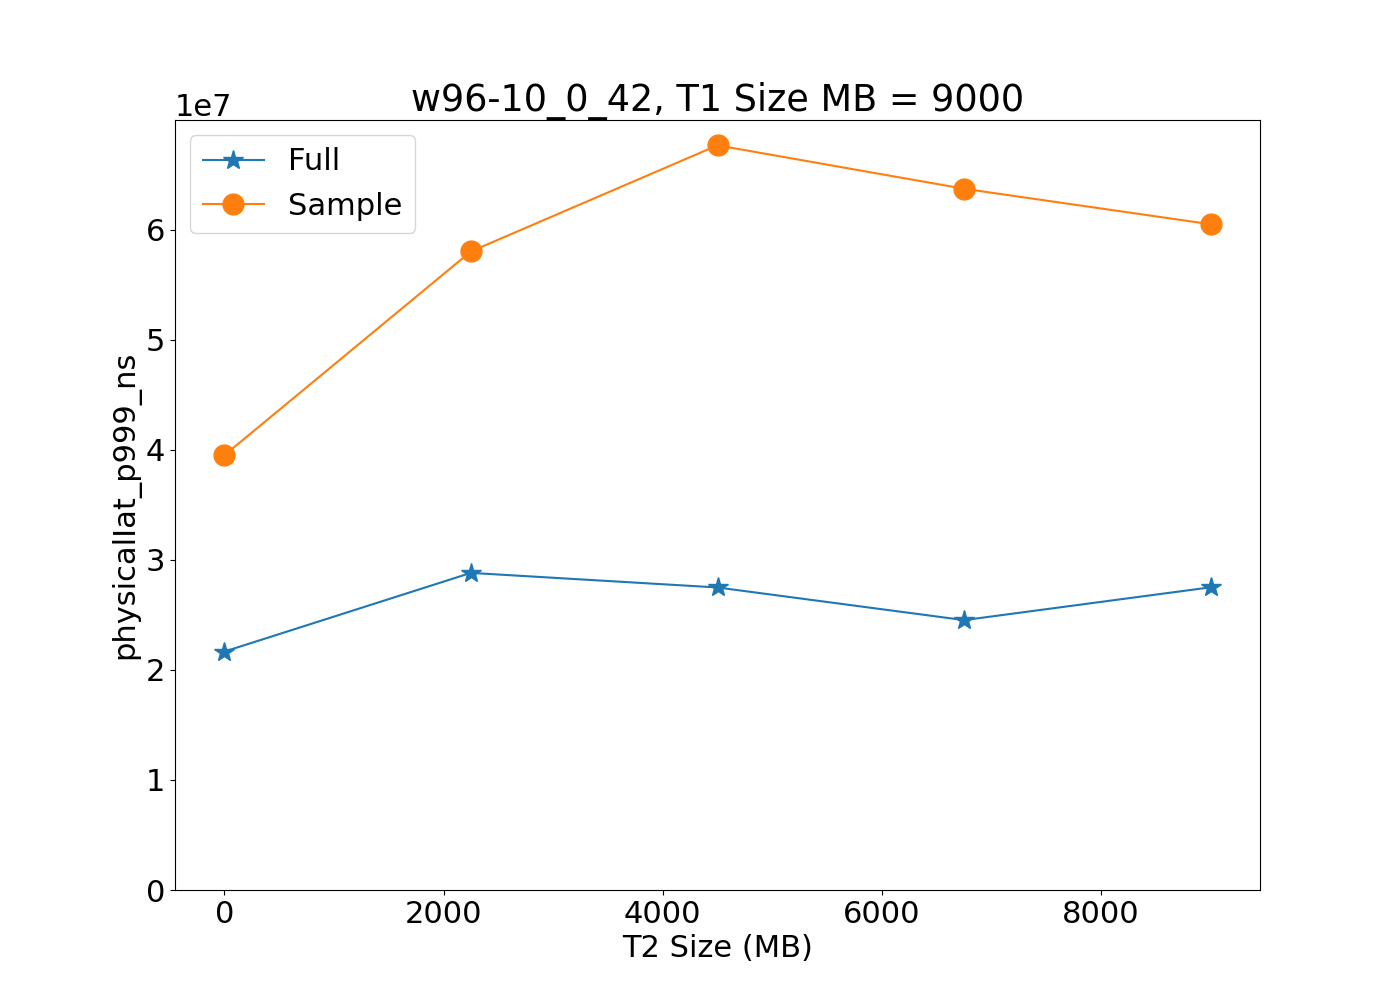 w96-10_0_42, T1 Size MB = 9000
1e7
Full
Sample
6
5
4
3
2
1
0
physicallat_p999_ns
0 2000 4000 6000 8000
T2 Size (MB)